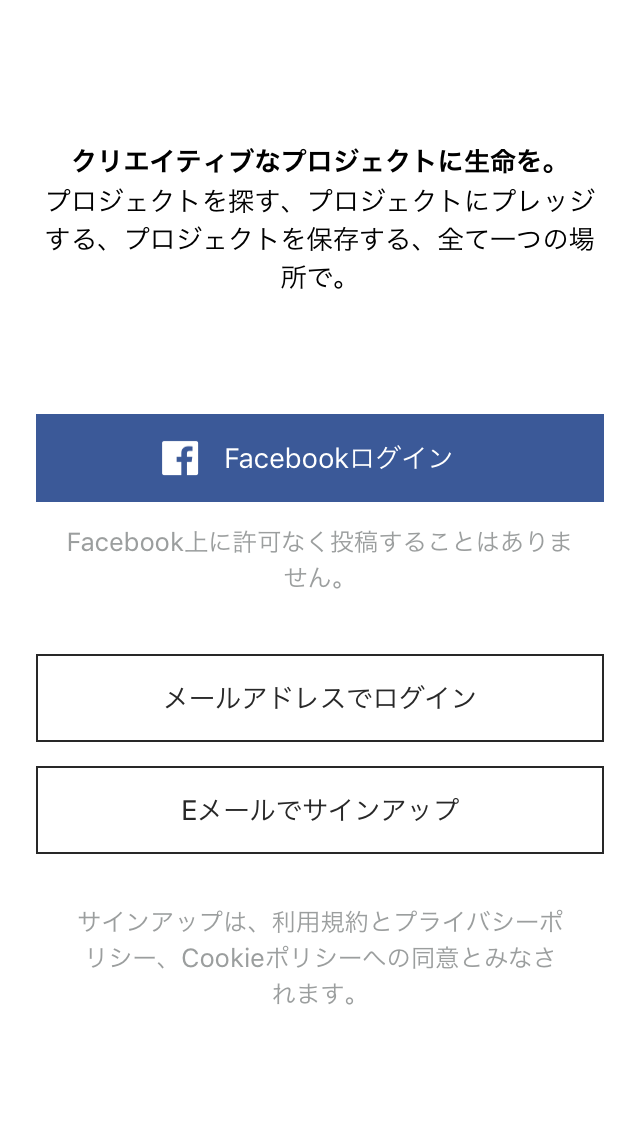 クリエイティブなプロジェクトに生命を。
プロジェクトを探す、プロジェクトにプレッジ
する、プロジェクトを保存する、全て一つの場
所で。
Facebookログイン
Facebook上に許可なく投稿することはありま
せん。
メールアドレスでログイン
Eメールでサインアップ
サインアップは、利用規約とプライバシーポ
リシー、Cookieポリシーへの同意とみなさ
れます。